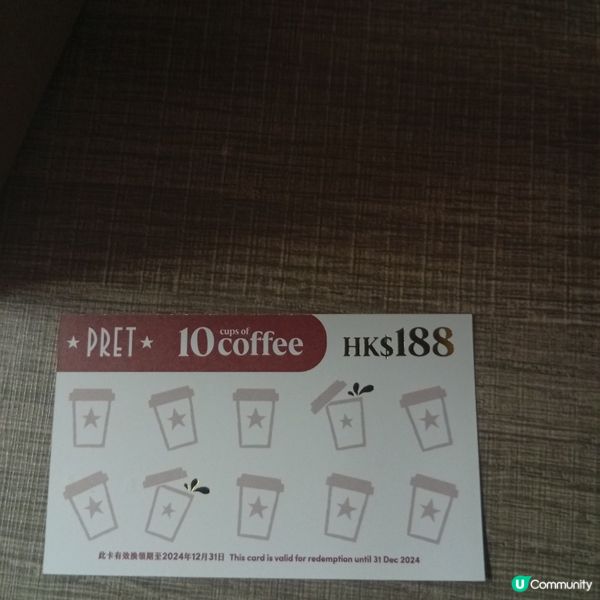 ★ PRET ★ 10 cups of coffee HK$188
此卡有效換領期至2024年12月31日 This card is valid for redemption until 31 Dec 2024
U Community